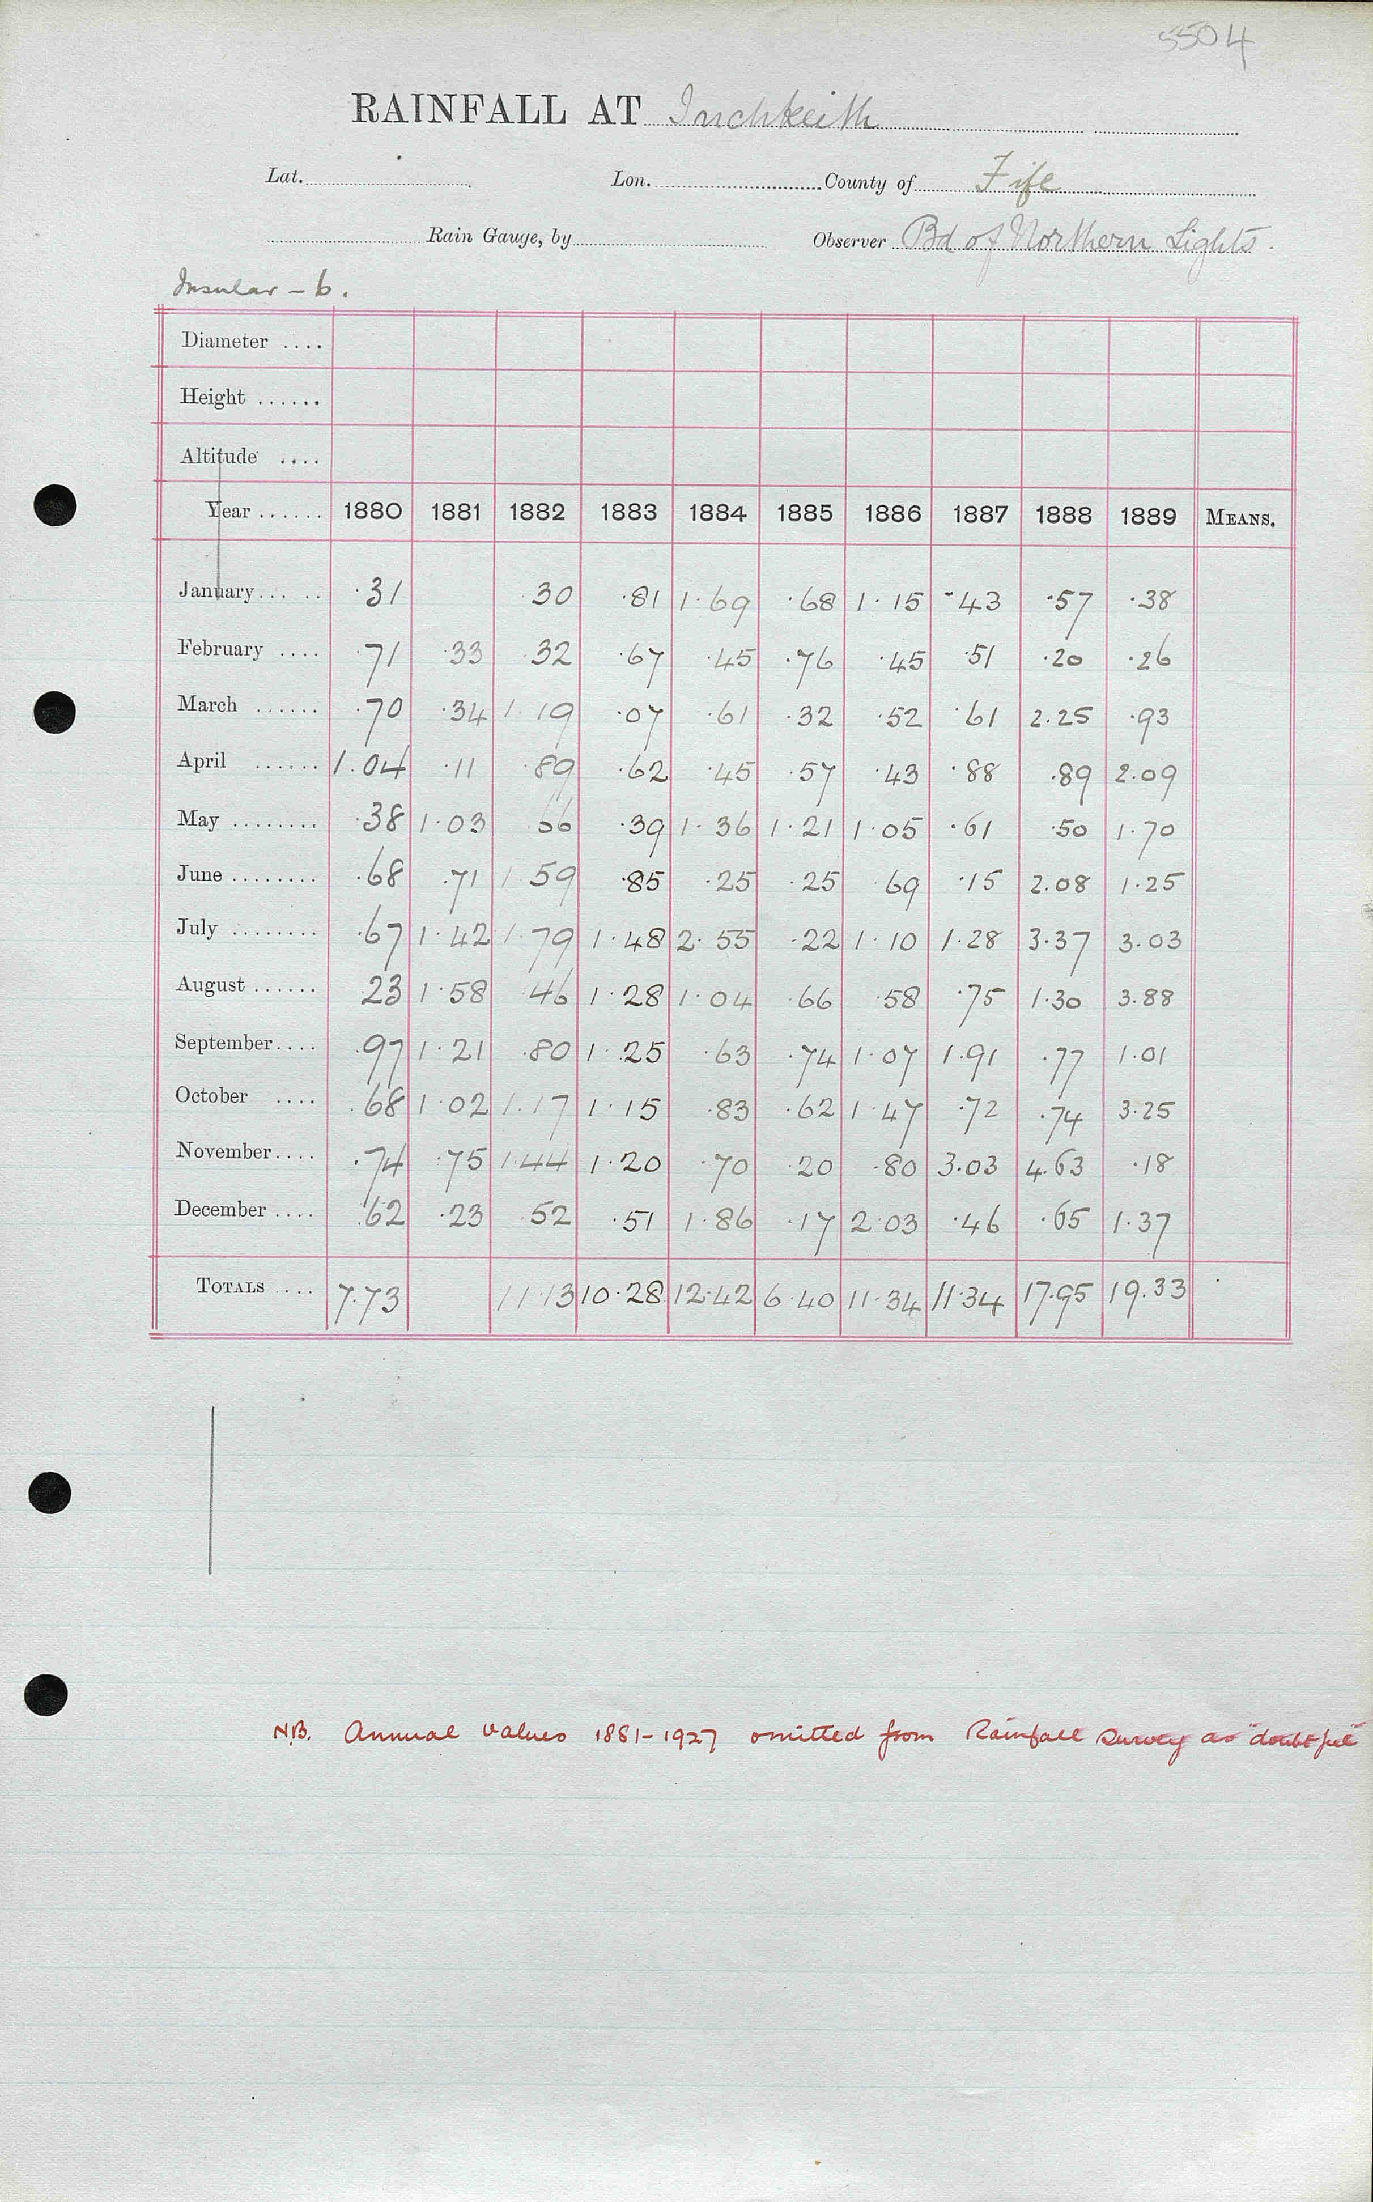 5504
RAINFALL AT Inchkeith
Lat. Lon. County of Fife
Rain Gauge, by Observer Bd of Northern Lights.
Insular - 6.
Diameter ....
Height ......
Altitude ....
Year ...... 1880 1881 1882 1883 1884 1885 1886 1887 1888 1889 MEANS.
January.... .. ·31 ·30 ·81 1·69 ·68 1·15 ·43 ·57 ·38
February .... ·71 ·33 ·32 ·67 ·45 ·76 ·45 ·51 ·20 ·26
March ...... ·70 ·34 1·19 ·07 ·61 ·32 ·52 ·61 2.25 ·93
April ...... 1.04 ·11 ·89 ·62 ·45 ·57 ·43 ·88 ·89 2.09
May ........ ·38 1·03 66 ·39 1·36 1·21 1·05 ·61 ·50 1·70
June ........ ·68 ·71 1·59 ·85 ·25 ·25 ·69 ·15 2.08 1·25
July ........ ·67 1·42 1·79 1·48 2·55 ·22 1·10 1·28 3·37 3·03
August ...... 23 1·58 ·46 1·28 1·04 ·66 ·58 ·75 1·30 3·88
September.... ·97 1·21 ·80 1·25 ·63 ·74 1·07 1·91 ·77 1·01
October .... ·68 1·02 1·17 1·15 ·83 ·62 1·47 ·72 ·74 3·25
November.... ·74 ·75 1·44 1·20 ·70 ·20 ·80 3·03 4·63 ·18
December .... ·62 ·23 ·52 ·51 1·86 ·17 2·03 ·46 ·65 1·37
TOTALS .... 7.73 11·13 10·28 12·42 6·40 11·34 11·34 17.95 19.33
N.B. Annual values 1881-1927 omitted from Rainfall Survey as "doubtful"